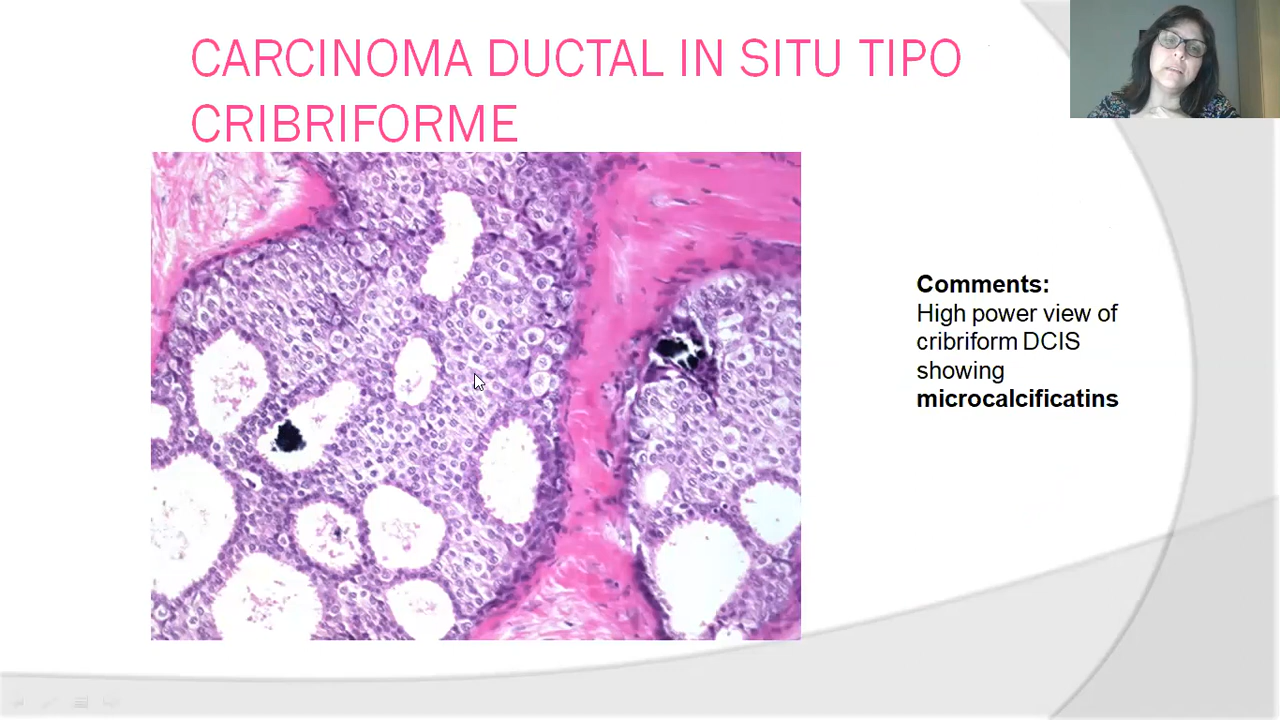 CARCINOMA DUCTAL IN SITU TIPO
CRIBRIFORME
Comments:
High power view of
cribriform DCIS
showing
microcalcificatins